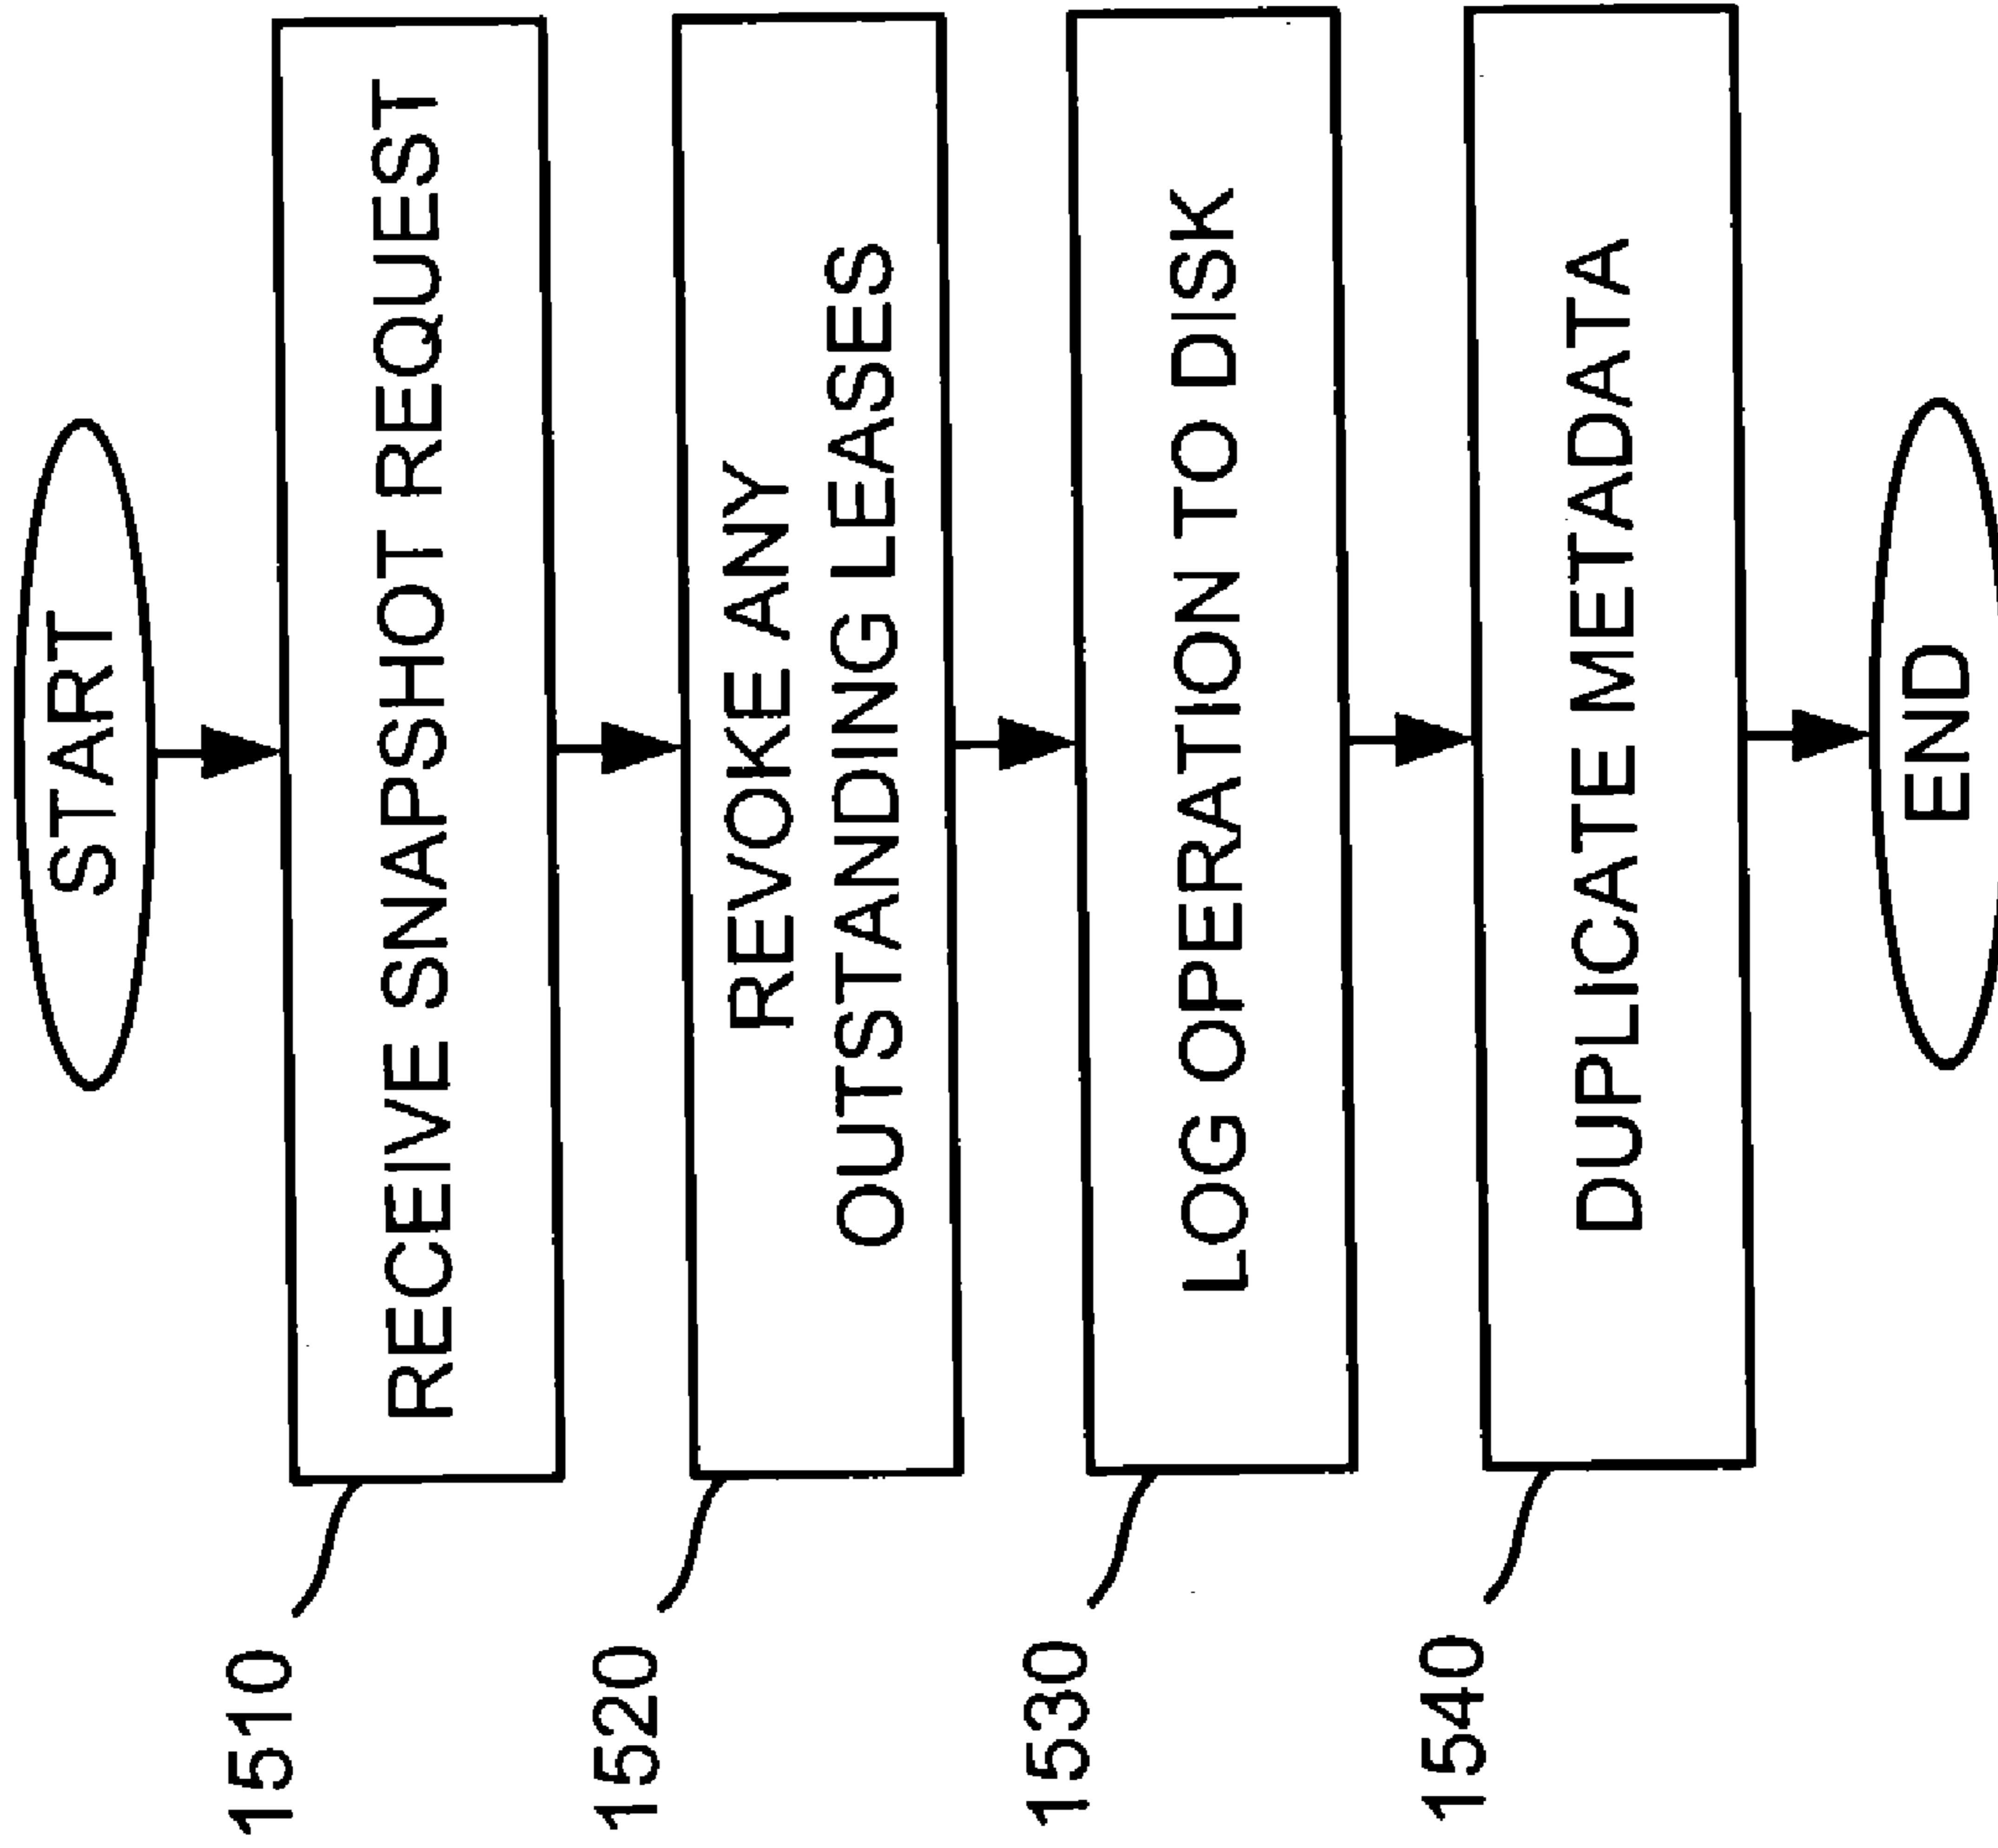 START
1510
RECEIVE SNAPSHOT REQUEST
1520
REVOKE ANY
OUTSTANDING LEASES
1530
LOG OPERATION TO DISK
1540
DUPLICATE METADATA
END